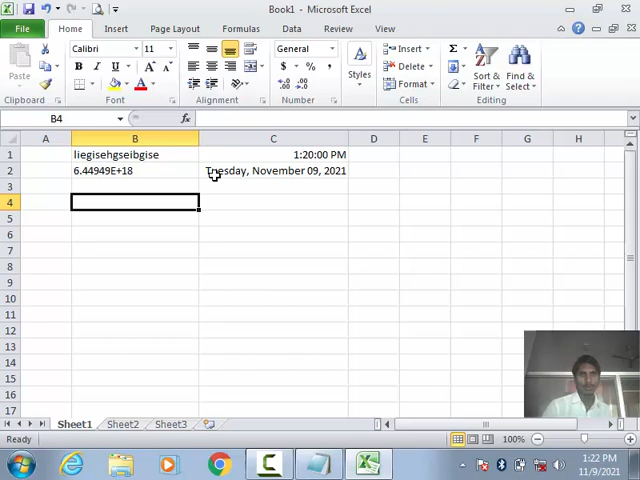 Book1 - Microsoft Excel
File Home Insert Page Layout Formulas Data Review View
Calibri 11 General Insert Σ
Paste B I U A A $ % , Styles Delete Sort & Filter Find & Select
Format
Clipboard Font Alignment Number Cells Editing
B4 fx
A B C D E F G H
1 liegisehgseibgise 1:20:00 PM
2 6.44949E+18 Tuesday, November 09, 2021
3
4
5
6
7
8
9
10
11
12
13
14
15
16
17
Sheet1 Sheet2 Sheet3
Ready 100%
1:22 PM
11/9/2021